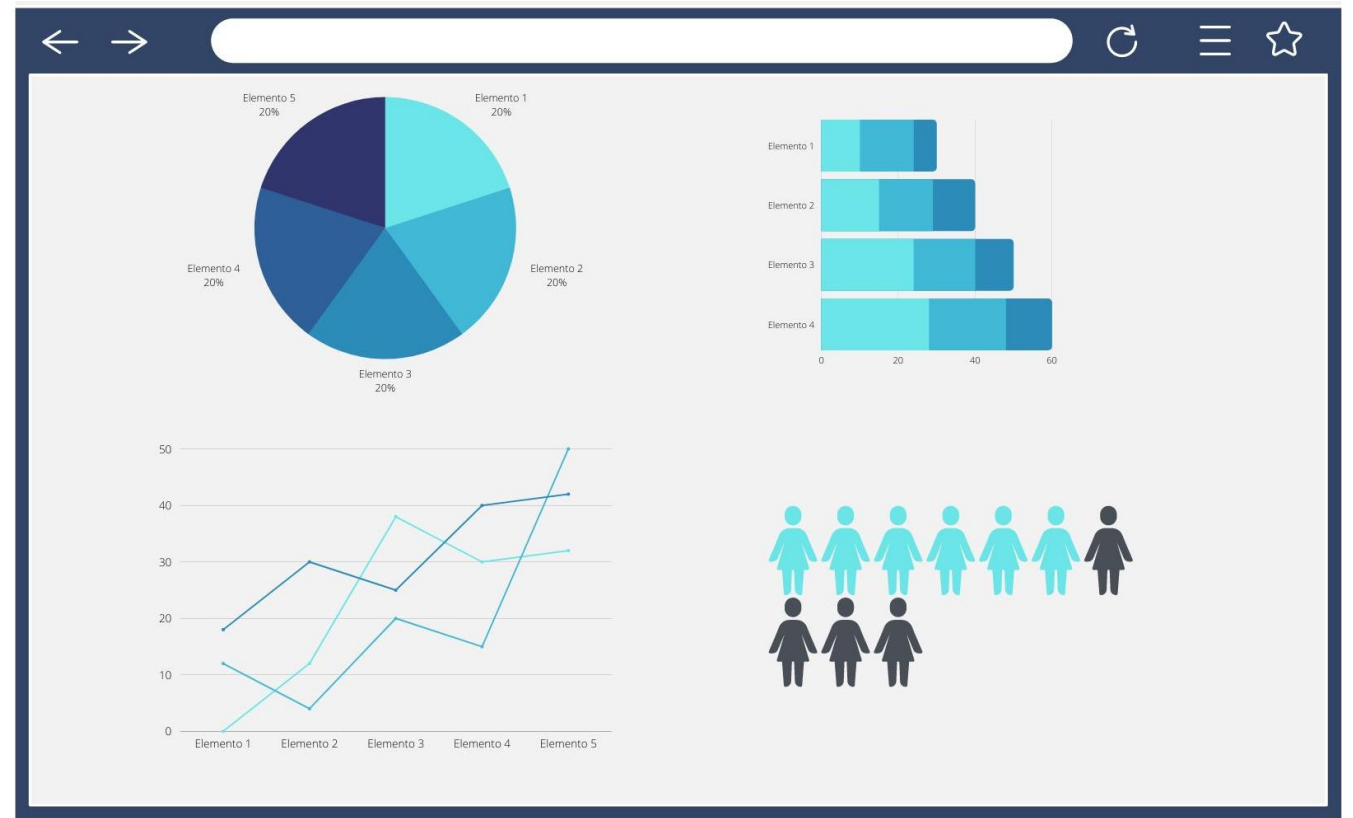 Elemento 5
20%
Elemento 1
20%
Elemento 4
20%
Elemento 2
20%
Elemento 3
20%
Elemento 1
Elemento 2
Elemento 3
Elemento 4
0 20 40 60
50
40
30
20
10
0
Elemento 1 Elemento 2 Elemento 3 Elemento 4 Elemento 5